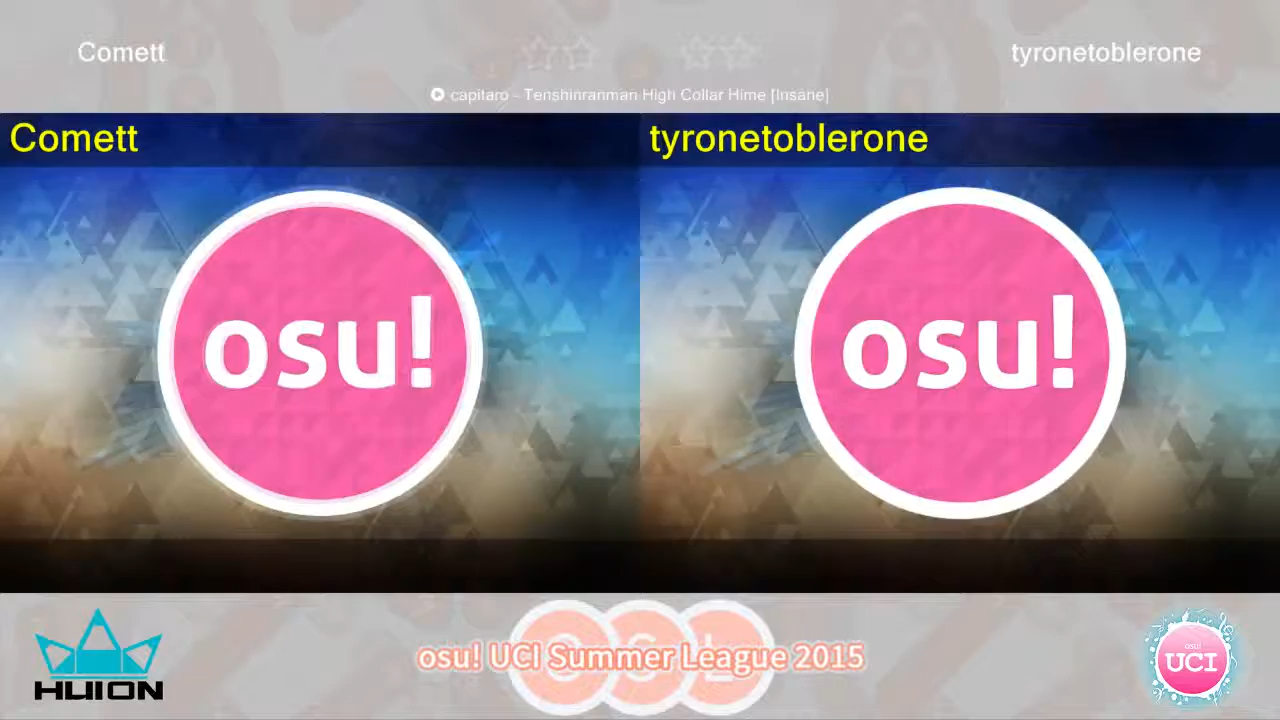 Comett
tyronetoblerone
capitaro - Tenshinranman High Collar Hime [Insane]
Comett
tyronetoblerone
osu!
osu!
HUION
O S L
osu! UCI Summer League 2015
osu!
UCI